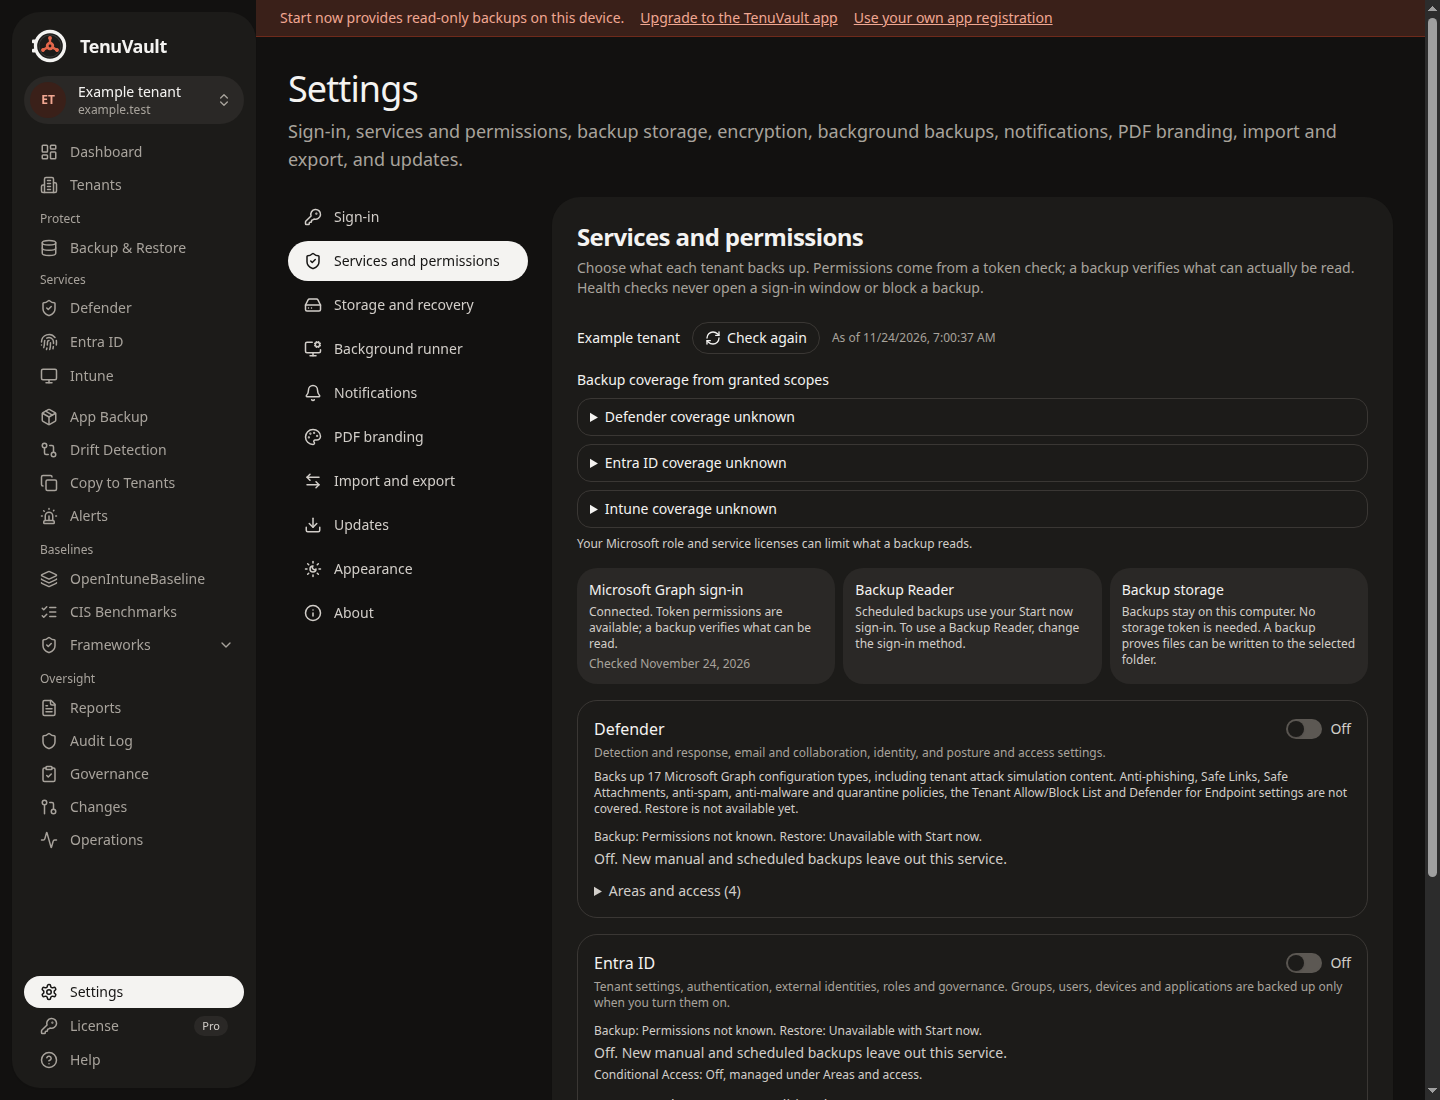 Start now provides read-only backups on this device. Upgrade to the TenuVault app Use your own app registration
TenuVault
ET
Example tenant
example.test
Dashboard
Tenants
Protect
Backup & Restore
Services
Defender
Entra ID
Intune
App Backup
Drift Detection
Copy to Tenants
Alerts
Baselines
OpenIntuneBaseline
CIS Benchmarks
Frameworks
Oversight
Reports
Audit Log
Governance
Changes
Operations
Settings
License Pro
Help
Settings
Sign-in, services and permissions, backup storage, encryption, background backups, notifications, PDF branding, import and
export, and updates.
Sign-in
Services and permissions
Storage and recovery
Background runner
Notifications
PDF branding
Import and export
Updates
Appearance
About
Services and permissions
Choose what each tenant backs up. Permissions come from a token check; a backup verifies what can actually be read.
Health checks never open a sign-in window or block a backup.
Example tenant Check again As of 11/24/2026, 7:00:37 AM
Backup coverage from granted scopes
Defender coverage unknown
Entra ID coverage unknown
Intune coverage unknown
Your Microsoft role and service licenses can limit what a backup reads.
Microsoft Graph sign-in
Connected. Token permissions are
available; a backup verifies what can be
read.
Checked November 24, 2026
Backup Reader
Scheduled backups use your Start now
sign-in. To use a Backup Reader, change
the sign-in method.
Backup storage
Backups stay on this computer. No
storage token is needed. A backup
proves files can be written to the selected
folder.
Defender Off
Detection and response, email and collaboration, identity, and posture and access settings.
Backs up 17 Microsoft Graph configuration types, including tenant attack simulation content. Anti-phishing, Safe Links, Safe
Attachments, anti-spam, anti-malware and quarantine policies, the Tenant Allow/Block List and Defender for Endpoint settings are not
covered. Restore is not available yet.
Backup: Permissions not known. Restore: Unavailable with Start now.
Off. New manual and scheduled backups leave out this service.
Areas and access (4)
Entra ID Off
Tenant settings, authentication, external identities, roles and governance. Groups, users, devices and applications are backed up only
when you turn them on.
Backup: Permissions not known. Restore: Unavailable with Start now.
Off. New manual and scheduled backups leave out this service.
Conditional Access: Off, managed under Areas and access.